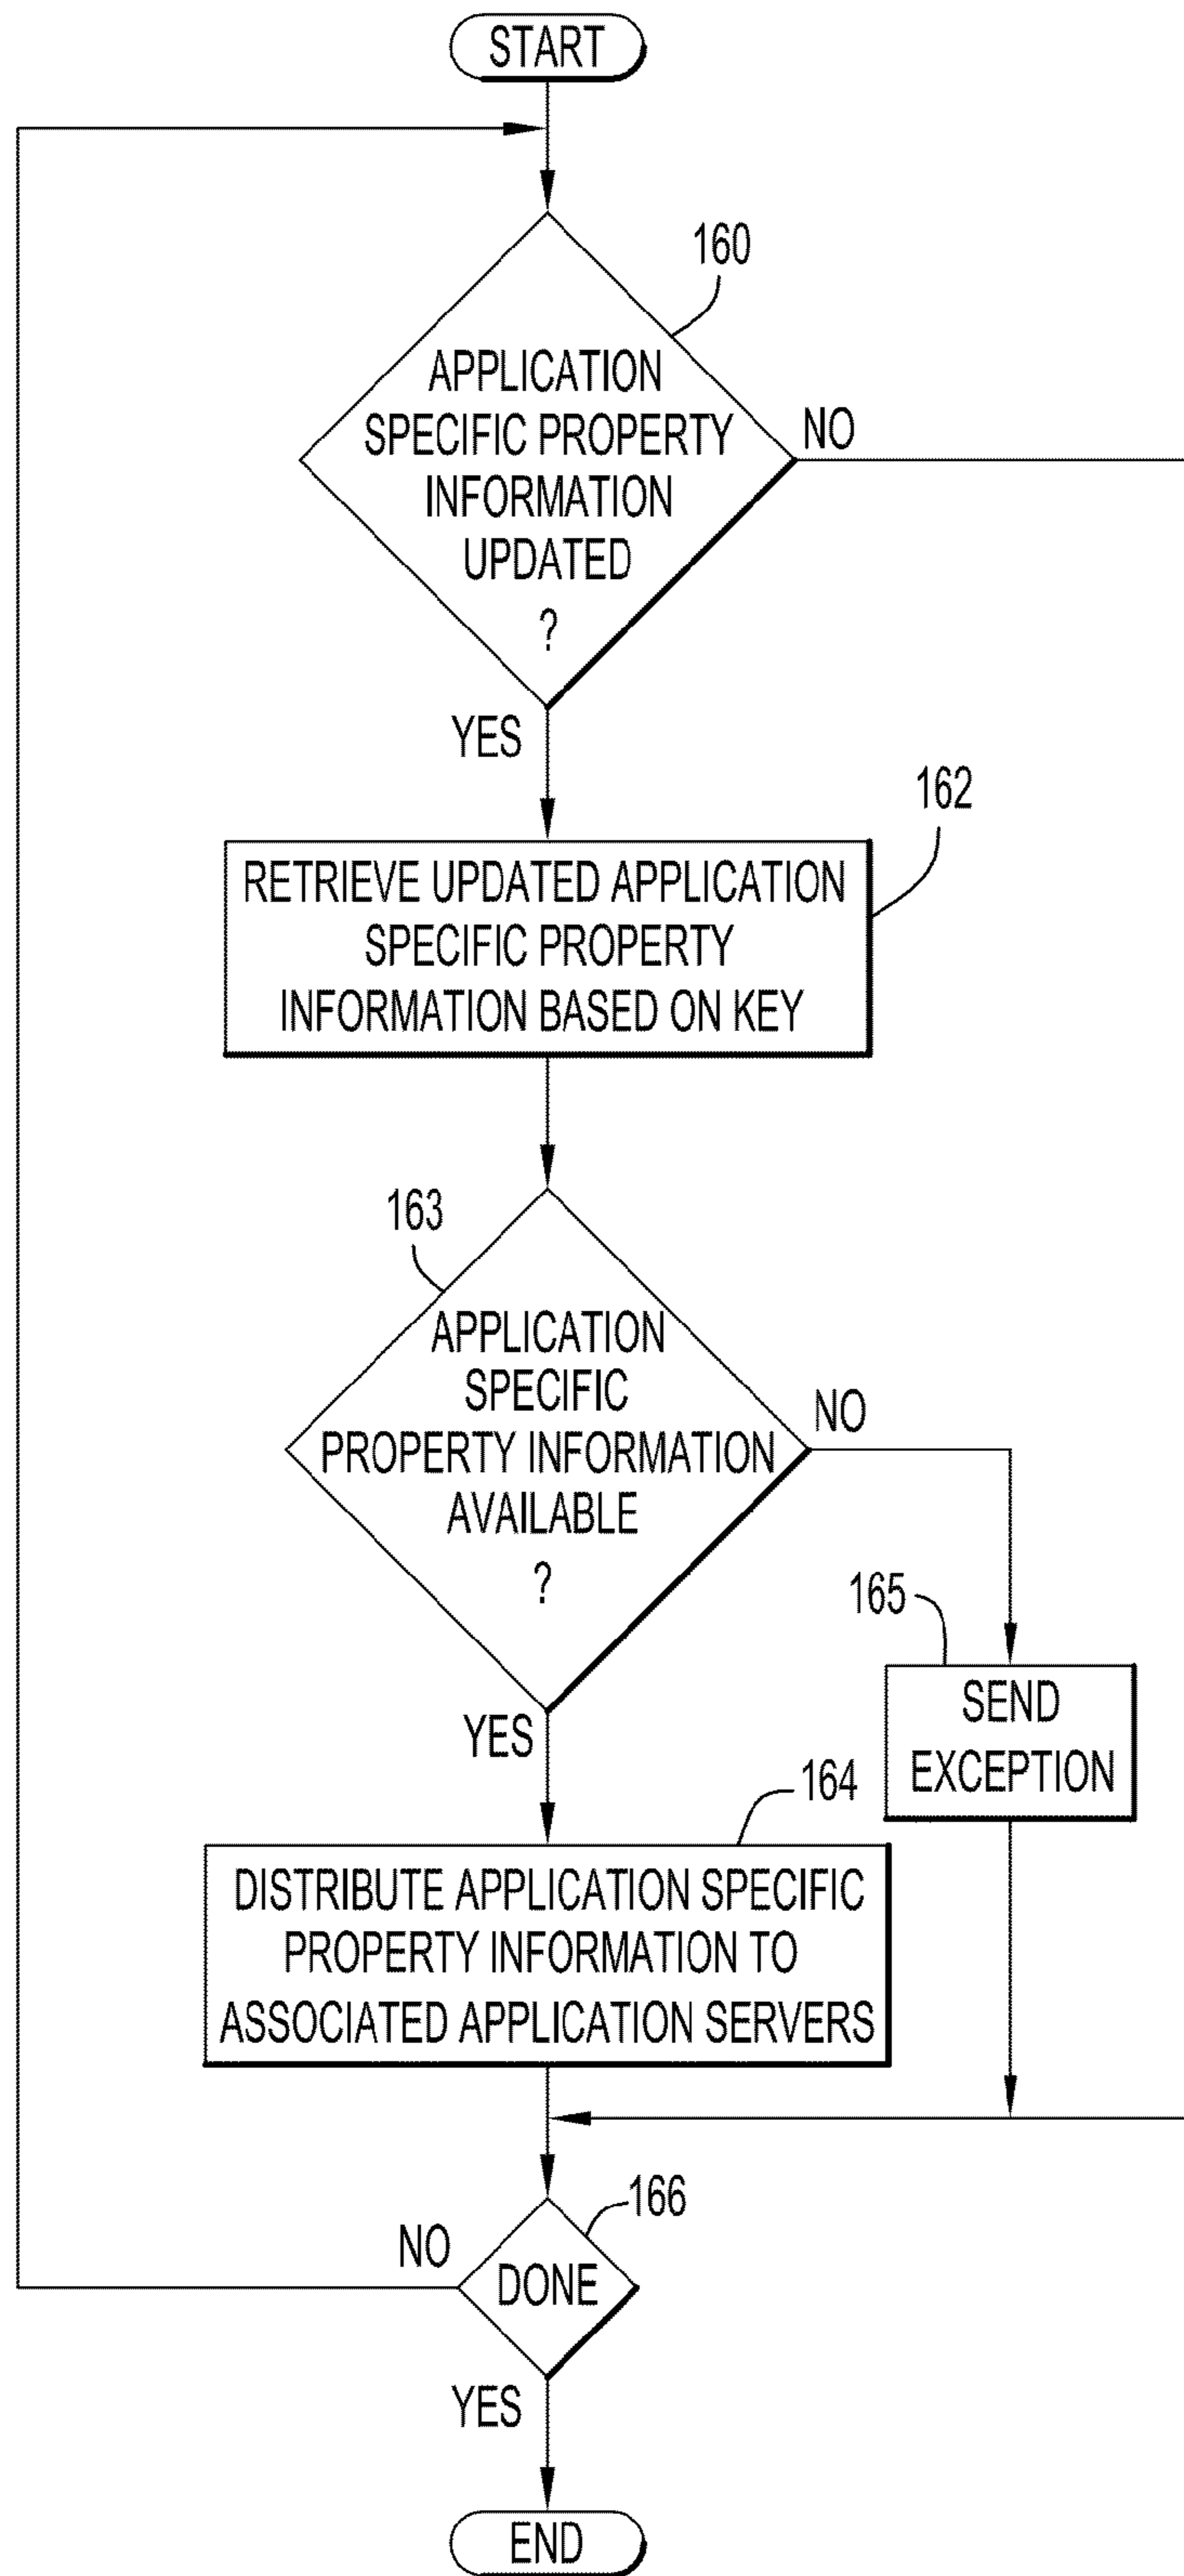 START
160
APPLICATION
SPECIFIC PROPERTY
INFORMATION
UPDATED
?
NO
YES
162
RETRIEVE UPDATED APPLICATION
SPECIFIC PROPERTY
INFORMATION BASED ON KEY
163
APPLICATION
SPECIFIC
PROPERTY INFORMATION
AVAILABLE
?
NO
165
SEND
EXCEPTION
YES
164
DISTRIBUTE APPLICATION SPECIFIC
PROPERTY INFORMATION TO
ASSOCIATED APPLICATION SERVERS
166
NO
DONE
YES
END